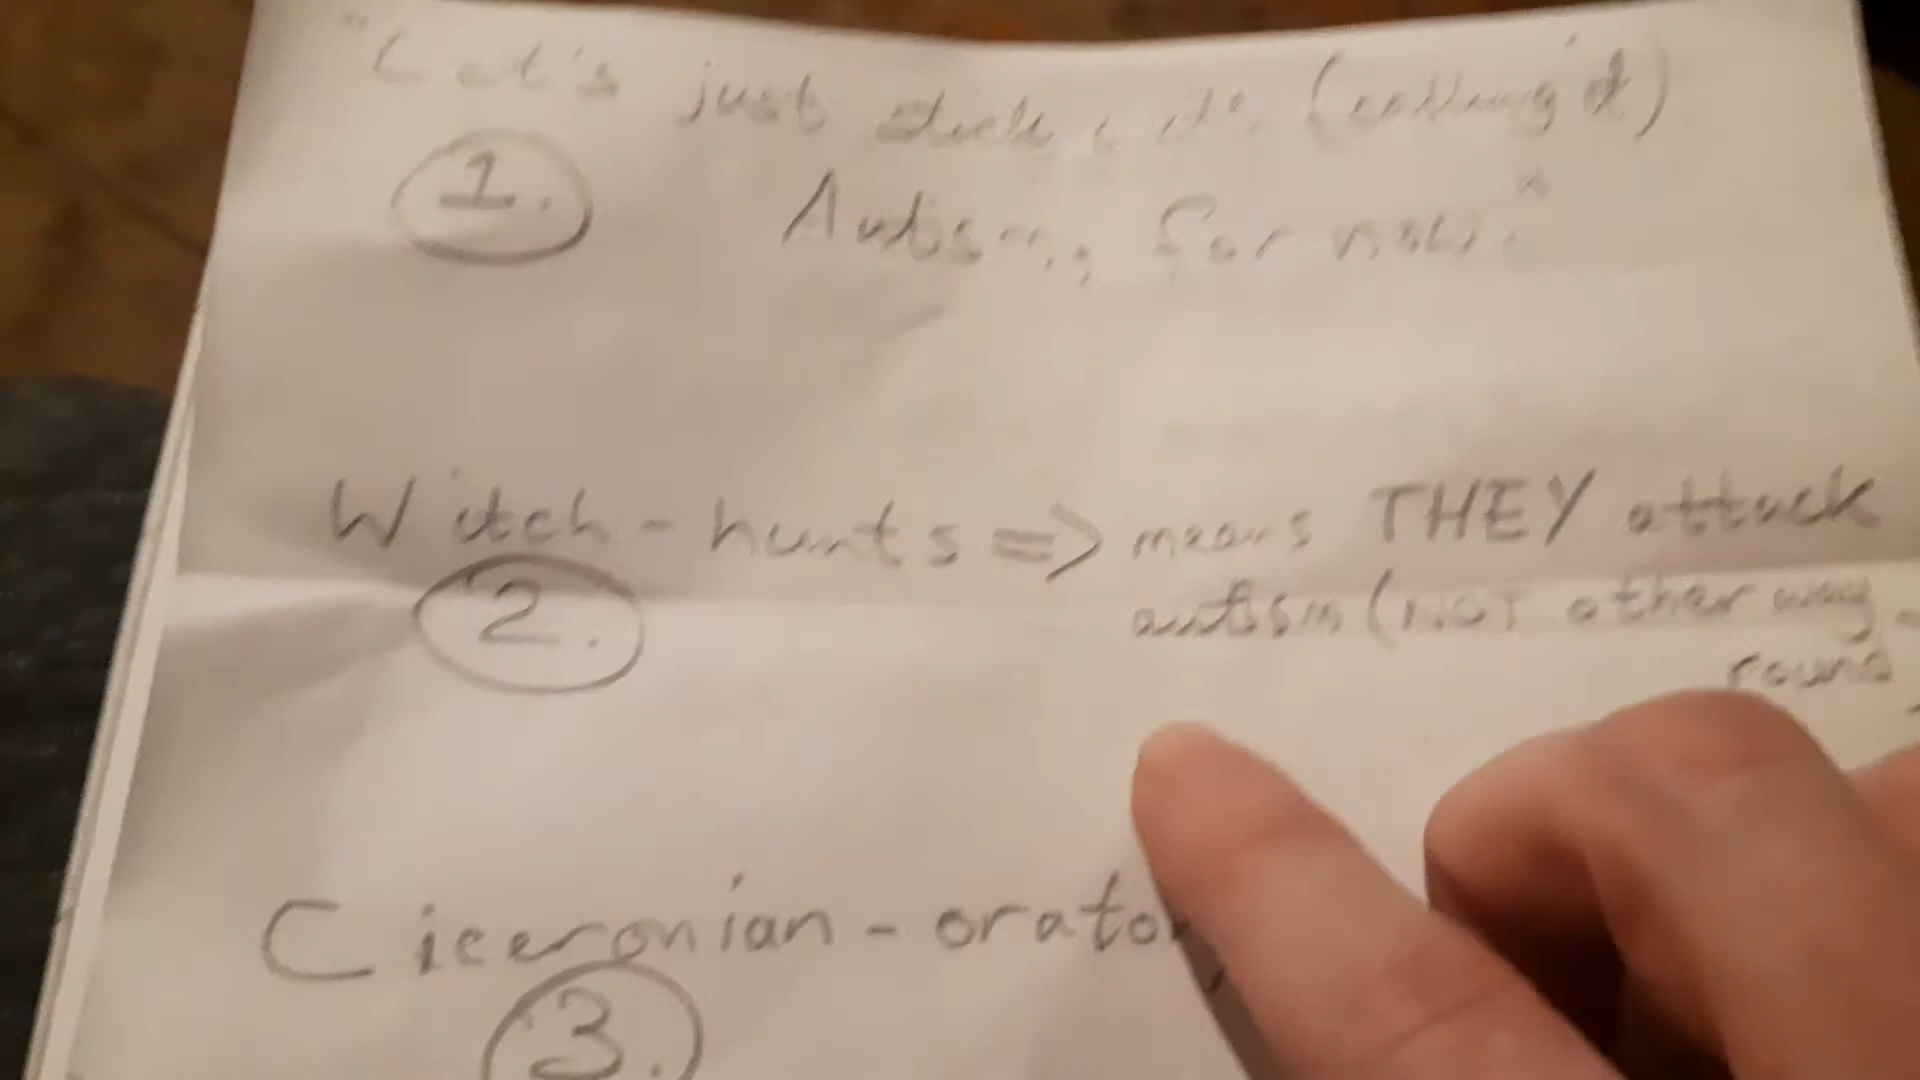 "Let's just stick with (calling it)
1.
Autism, for now."
Witch-hunts => means THEY attack
autism (NOT other way
round
2.
Ciceronian-orator
3.